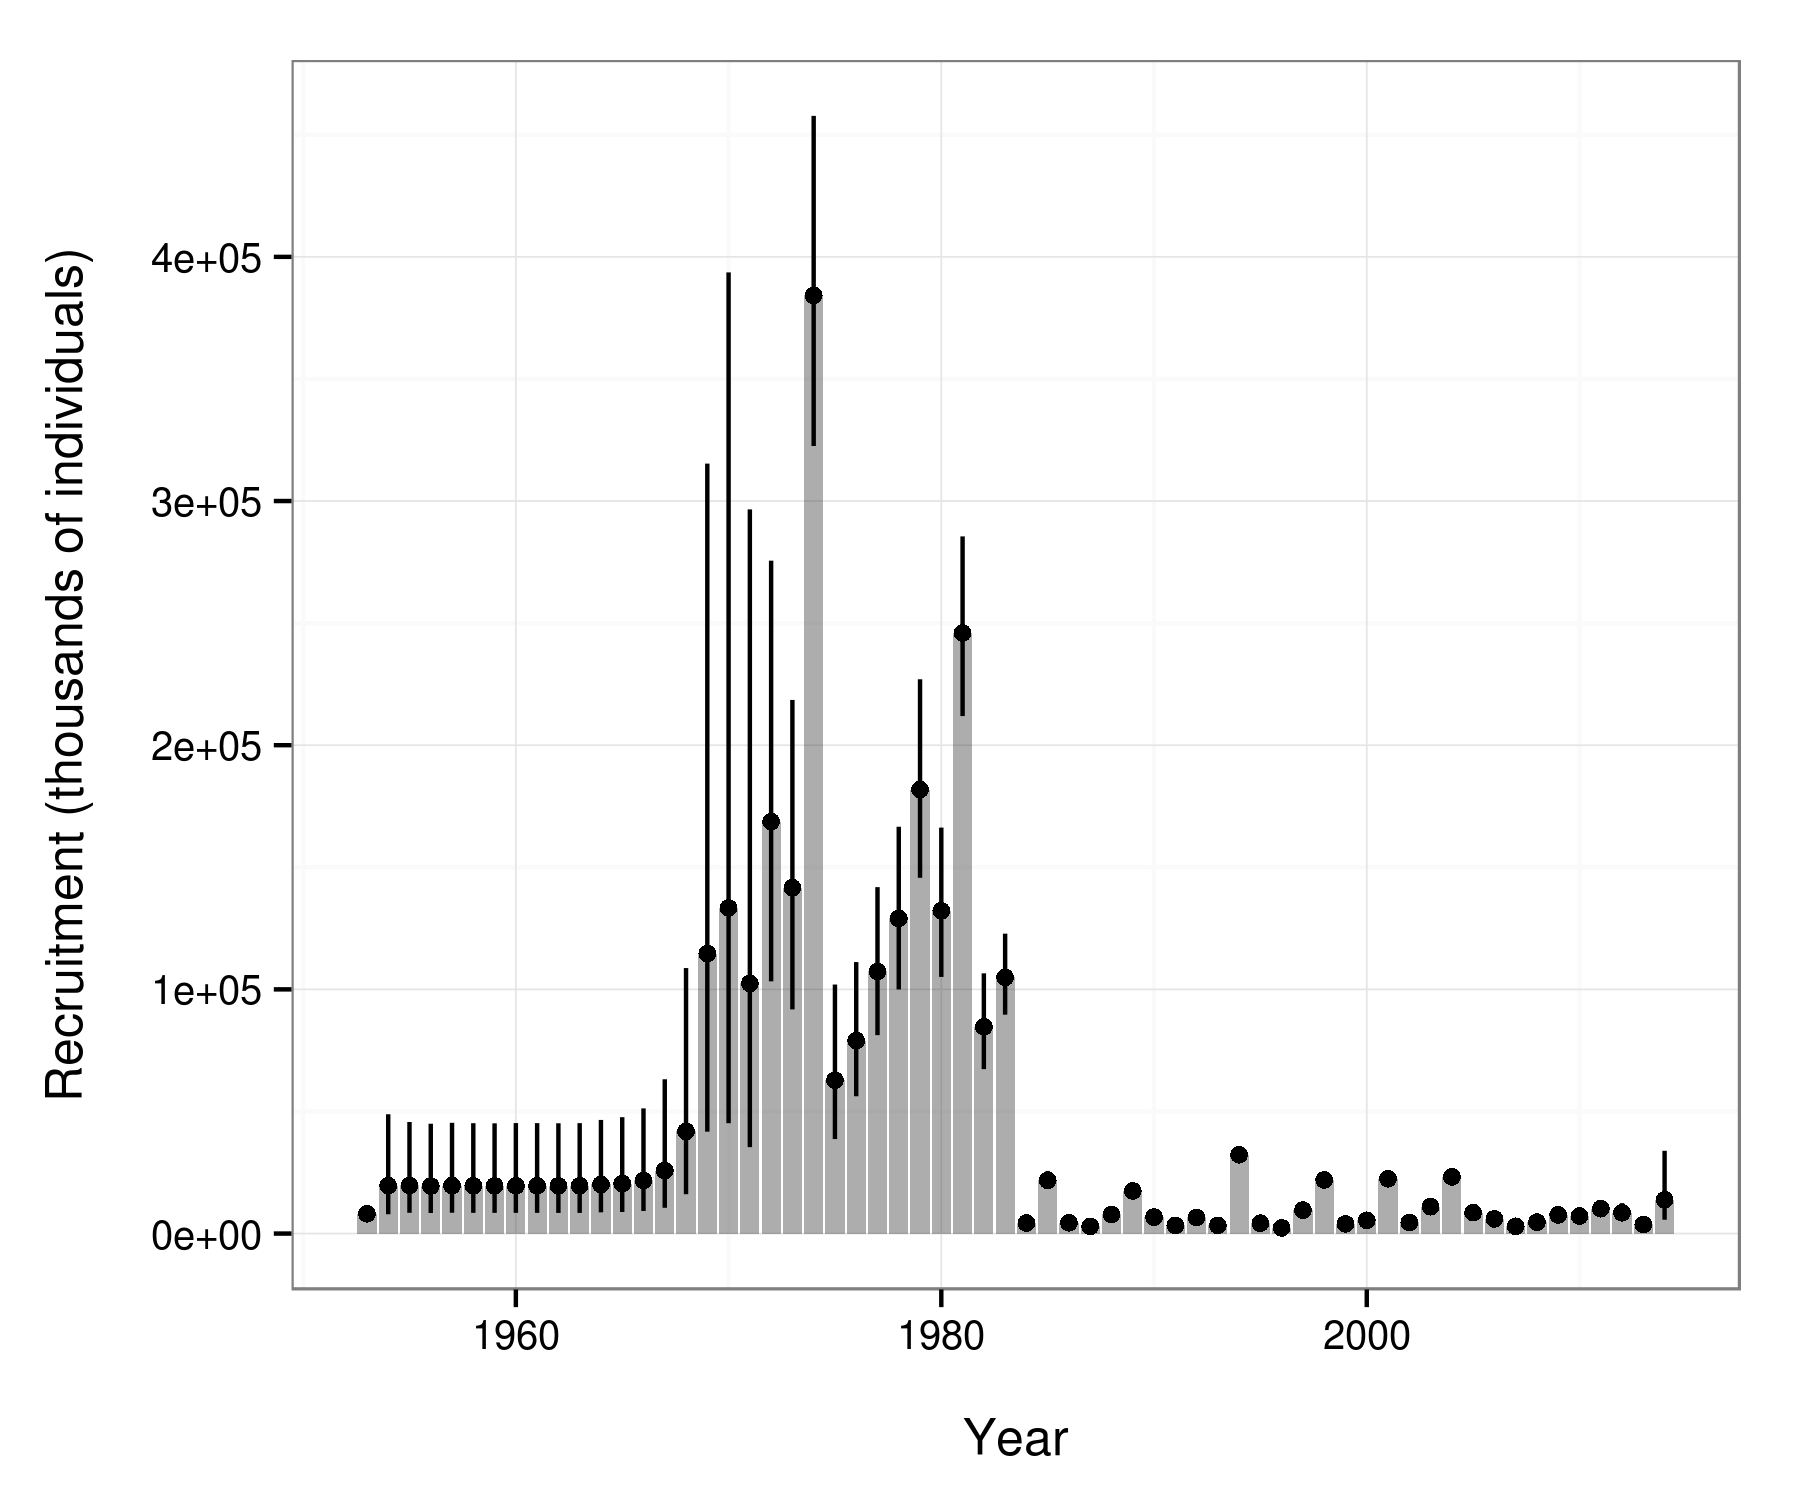 Recruitment (thousands of individuals)
4e+05
3e+05
2e+05
1e+05
0e+00
1960 1980 2000
Year